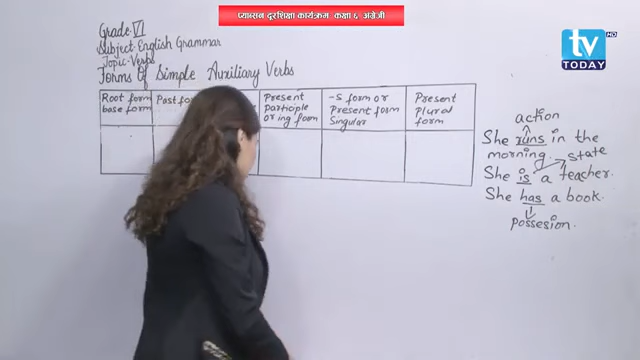 प्याब्सन दूरशिक्षा कार्यक्रमः कक्षा ६, अंग्रेजी
tv HD
TODAY
Grade-VI
Subject-English Grammar
Topic-Verbs
Forms Of Simple Auxiliary Verbs
Root form base form
Past
Present Participle or ing form
-S form or Present form Singular
Present Plural form
action
She runs in the
morning. state
She is a teacher.
She has a book.
possesion.